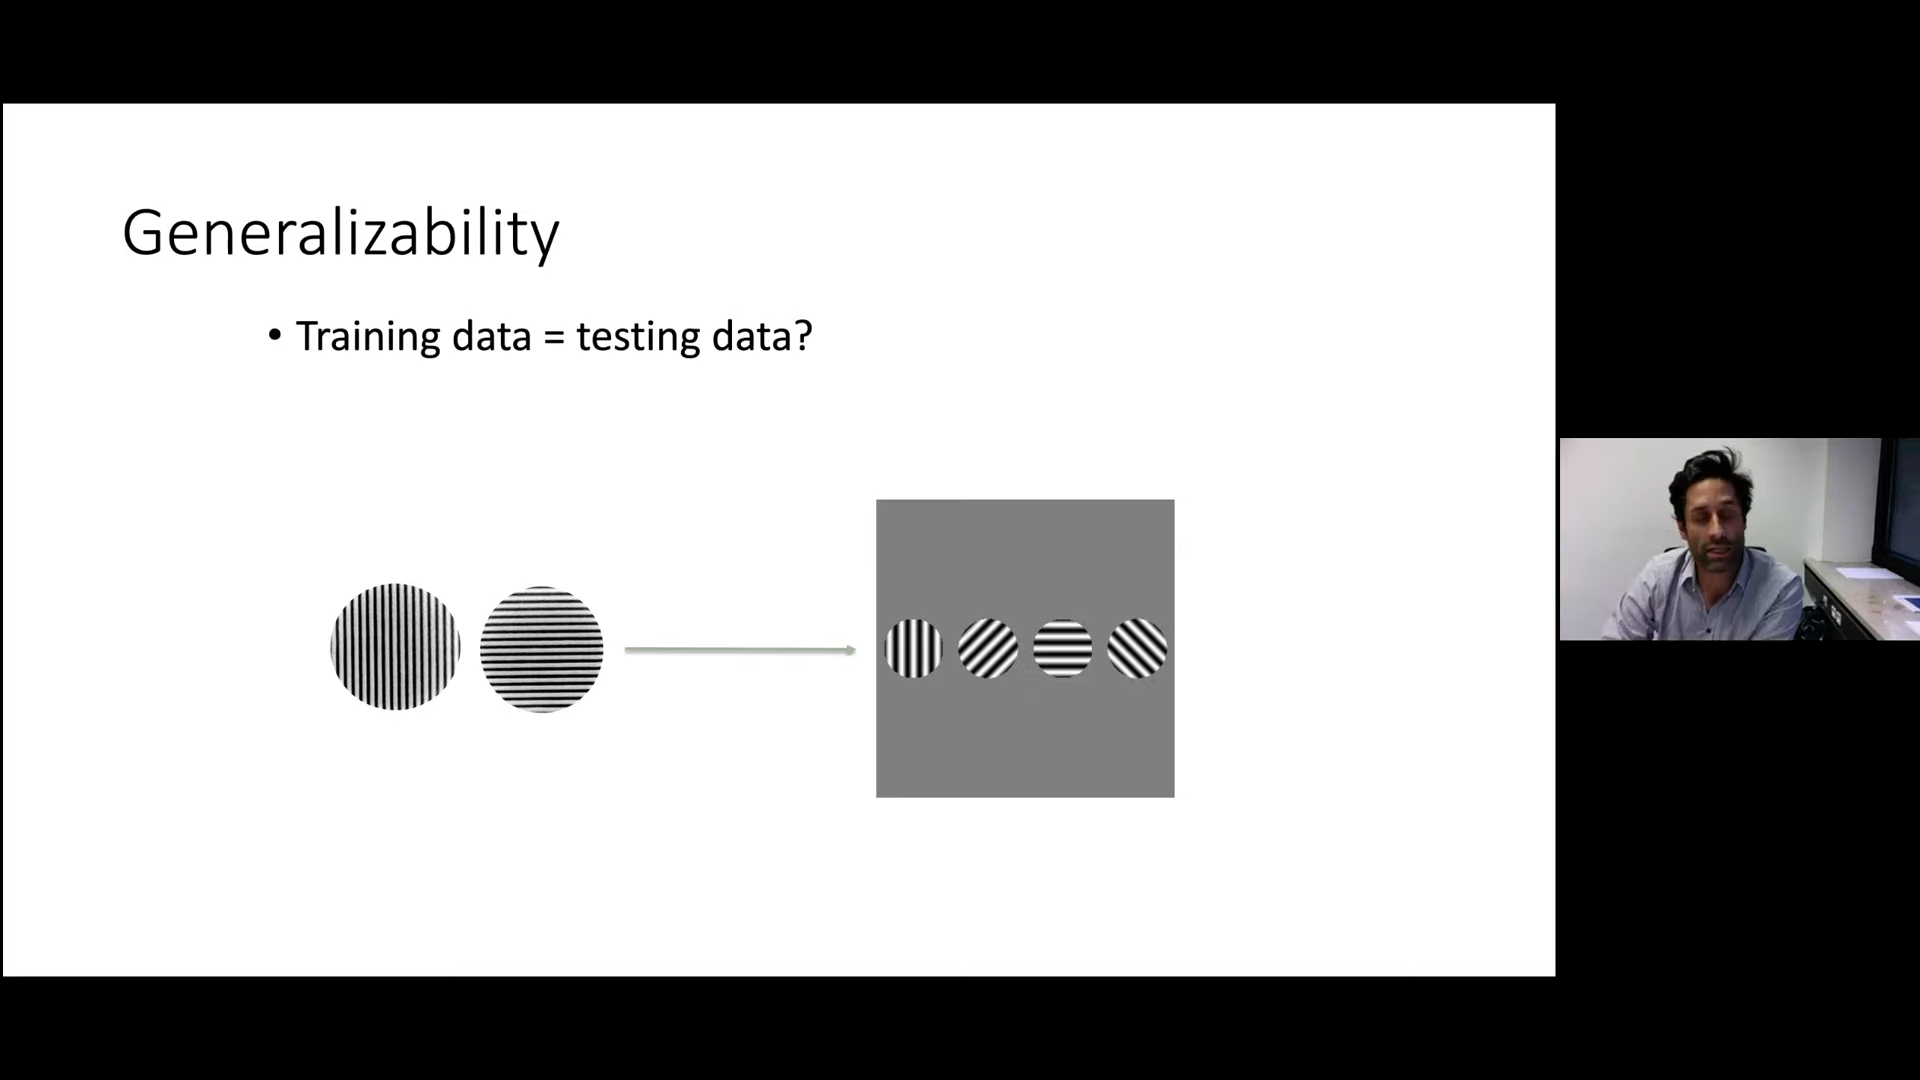 Generalizability
• Training data = testing data?